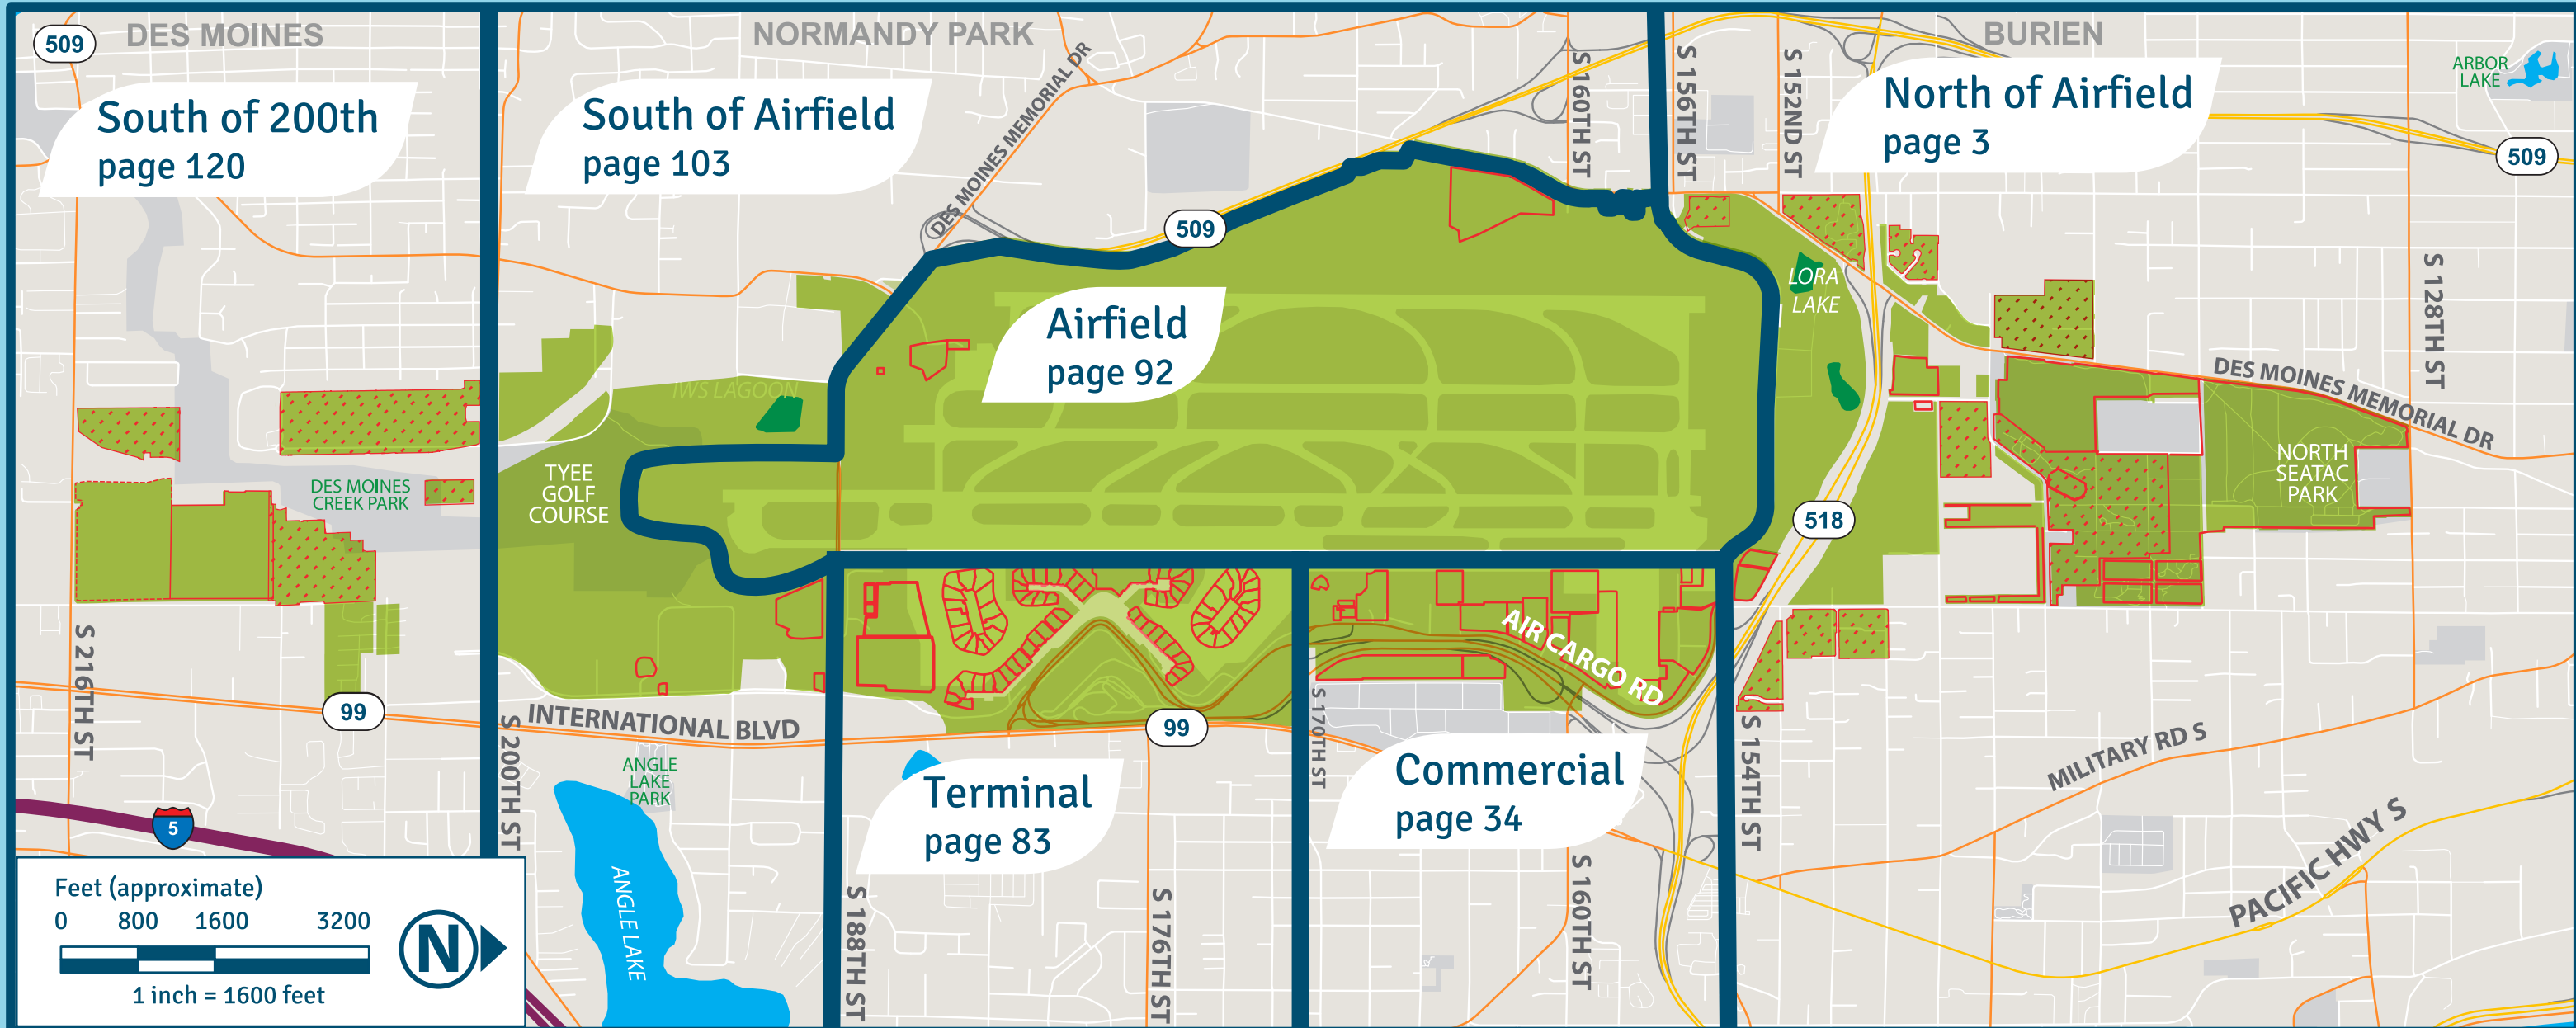 509
DES MOINES
South of 200th
page 120
DES MOINES
CREEK PARK
S 216TH ST
99
5
Feet (approximate)
0 800 1600 3200
1 inch = 1600 feet
N
NORMANDY PARK
South of Airfield
page 103
DES MOINES MEMORIAL DR
509
IWS LAGOON
TYEE
GOLF
COURSE
INTERNATIONAL BLVD
S 200TH ST
ANGLE
LAKE
PARK
ANGLE LAKE
Airfield
page 92
S 160TH ST
S 156TH ST
S 152ND ST
BURIEN
North of Airfield
page 3
ARBOR
LAKE
509
LORA
LAKE
S 128TH ST
DES MOINES MEMORIAL DR
NORTH
SEATAC
PARK
518
AIR CARGO RD
99
Terminal
page 83
S 188TH ST
S 176TH ST
S 170TH ST
Commercial
page 34
S 160TH ST
S 154TH ST
MILITARY RD S
PACIFIC HWY S